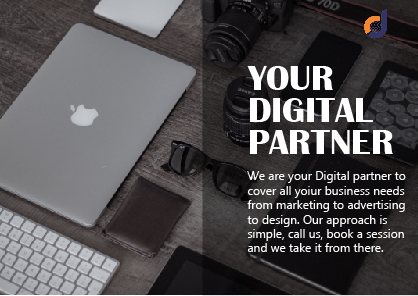 70D
YOUR
DIGITAL
PARTNER
We are your Digital partner to
cover all yoiur business needs
from marketing to advertising
to design. Our approach is
simple, call us, book a session
and we take it from there.